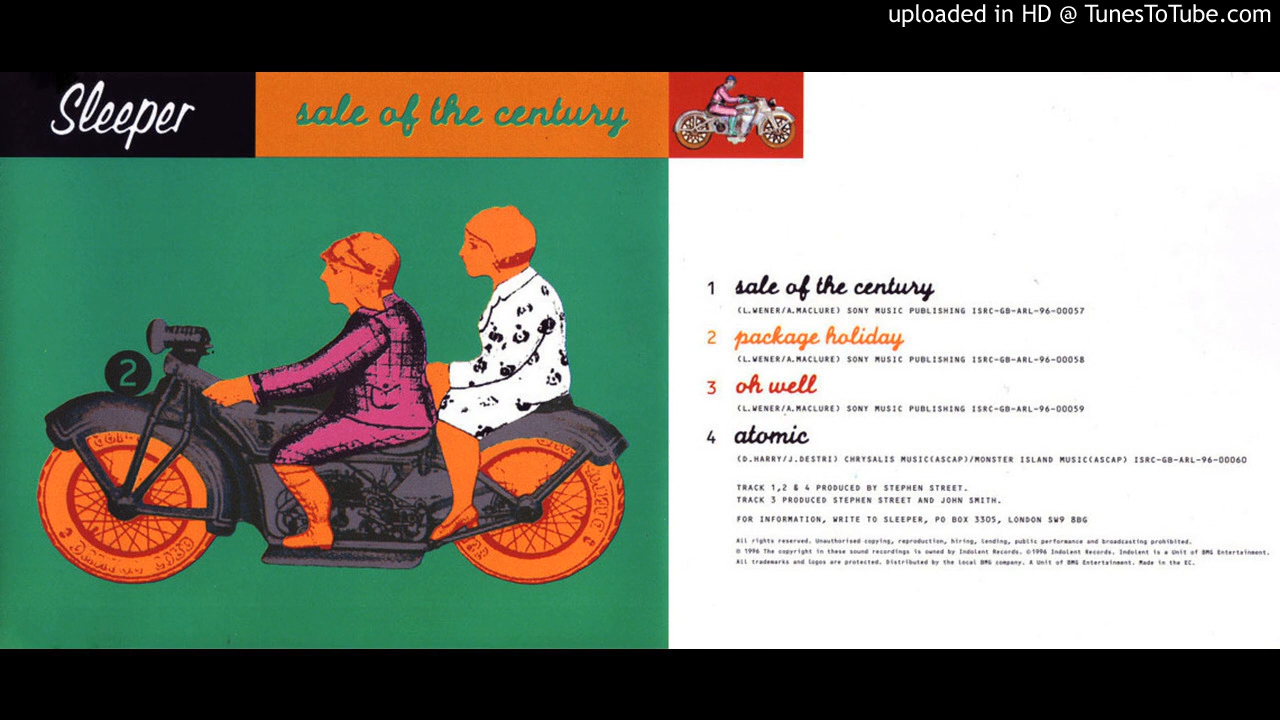 uploaded in HD @ TunesToTube.com
Sleeper
sale of the century
2
1 sale of the century
(L.WENER/A.MACLURE) SONY MUSIC PUBLISHING ISRC-GB-ARL-96-00057
2 package holiday
(L.WENER/A.MACLURE) SONY MUSIC PUBLISHING ISRC-GB-ARL-96-00058
3 oh well
(L.WENER/A.MACLURE) SONY MUSIC PUBLISHING ISRC-GB-ARL-96-00059
4 atomic
(D.HARRY/J.DESTRI) CHRYSALIS MUSIC(ASCAP)/MONSTER ISLAND MUSIC(ASCAP) ISRC-GB-ARL-96-00060
TRACK 1,2 & 4 PRODUCED BY STEPHEN STREET.
TRACK 3 PRODUCED STEPHEN STREET AND JOHN SMITH.
FOR INFORMATION, WRITE TO SLEEPER, PO BOX 3305, LONDON SW9 8BG
All rights reserved. Unauthorised copying, reproduction, hiring, lending, public performance and broadcasting prohibited.
℗ 1996 The copyright in these sound recordings is owned by Indolent Records. ©1996 Indolent Records. Indolent is a Unit of BMG Entertainment.
All trademarks and logos are protected. Distributed by the local BMG company. A Unit of BMG Entertainment. Made in the EC.